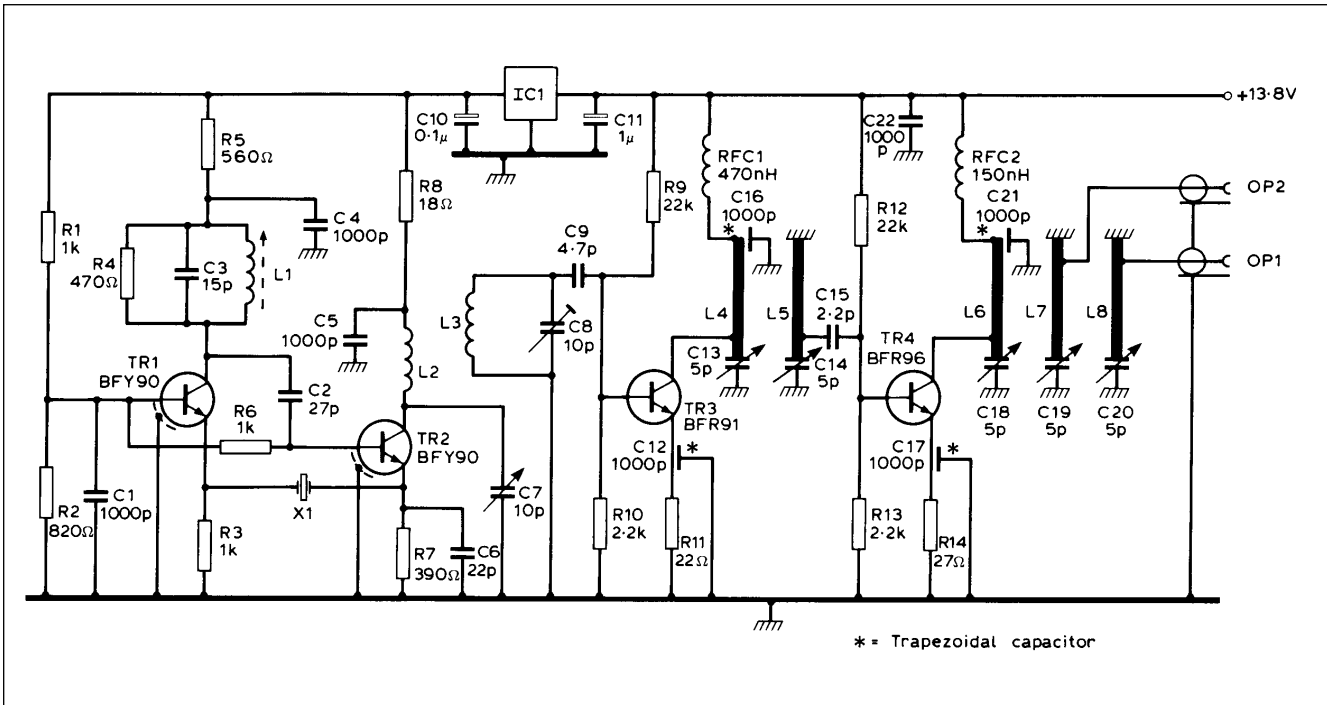 IC1
+13·8V
C10
0·1µ
C11
1µ
C22
1000
p
R5
560Ω
R8
18Ω
R9
22k
RFC1
470nH
C16
1000p
*
R12
22k
RFC2
150nH
C21
1000p
*
OP2
OP1
R1
1k
C4
1000p
R4
470Ω
C3
15p
L1
C9
4·7p
C5
1000p
L2
L3
C8
10p
L4
L5
C15
2·2p
C13
5p
C14
5p
L6
L7
L8
TR1
BFY90
C2
27p
R6
1k
TR2
BFY90
TR3
BFR91
TR4
BFR96
C18
5p
C19
5p
C20
5p
C12
1000p
*
C17
1000p
*
R2
820Ω
C1
1000p
R3
1k
X1
R7
390Ω
C6
22p
C7
10p
R10
2·2k
R11
22Ω
R13
2·2k
R14
27Ω
* = Trapezoidal capacitor